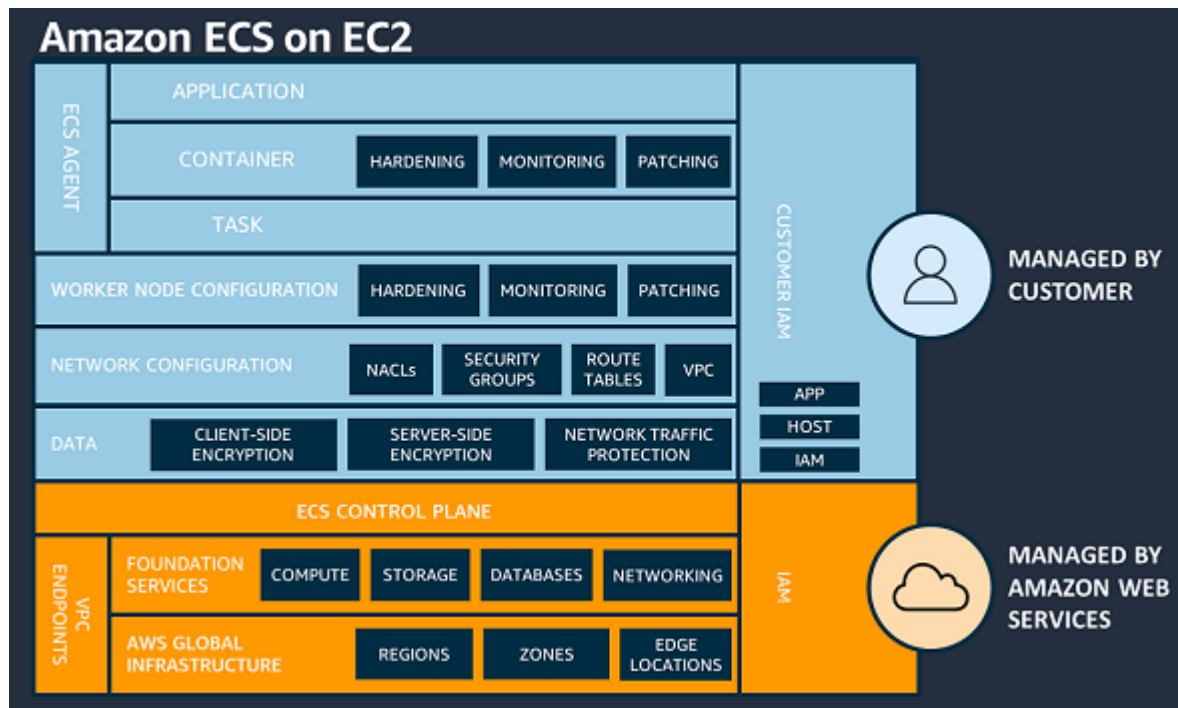 Amazon ECS on EC2
ECS AGENT
APPLICATION
CONTAINER
HARDENING
MONITORING
PATCHING
TASK
WORKER NODE CONFIGURATION
HARDENING
MONITORING
PATCHING
NETWORK CONFIGURATION
NACLs
SECURITY
GROUPS
ROUTE
TABLES
VPC
DATA
CLIENT-SIDE
ENCRYPTION
SERVER-SIDE
ENCRYPTION
NETWORK TRAFFIC
PROTECTION
CUSTOMER IAM
APP
HOST
IAM
MANAGED BY
CUSTOMER
ECS CONTROL PLANE
VPC
ENDPOINTS
FOUNDATION
SERVICES
COMPUTE
STORAGE
DATABASES
NETWORKING
AWS GLOBAL
INFRASTRUCTURE
REGIONS
ZONES
EDGE
LOCATIONS
IAM
MANAGED BY
AMAZON WEB
SERVICES